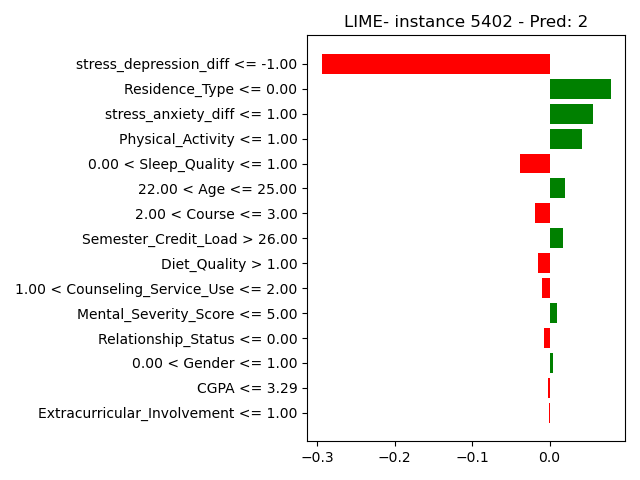 LIME- instance 5402 - Pred: 2
stress_depression_diff <= -1.00
Residence_Type <= 0.00
stress_anxiety_diff <= 1.00
Physical_Activity <= 1.00
0.00 < Sleep_Quality <= 1.00
22.00 < Age <= 25.00
2.00 < Course <= 3.00
Semester_Credit_Load > 26.00
Diet_Quality > 1.00
1.00 < Counseling_Service_Use <= 2.00
Mental_Severity_Score <= 5.00
Relationship_Status <= 0.00
0.00 < Gender <= 1.00
CGPA <= 3.29
Extracurricular_Involvement <= 1.00
−0.3 −0.2 −0.1 0.0